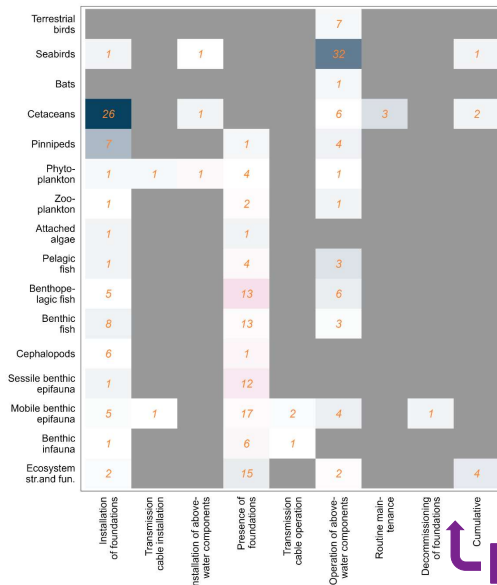 Terrestrial
birds
7
Seabirds
1 1 32 1
Bats
1
Cetaceans
26 1 6 3 2
Pinnipeds
7 1 4
Phyto-
plankton
1 1 1 4 1
Zoo-
plankton
1 2 1
Attached
algae
1 1
Pelagic
fish
1 4 3
Benthope-
lagic fish
5 13 6
Benthic
fish
8 13 3
Cephalopods
6 1
Sessile benthic
epifauna
1 12
Mobile benthic
epifauna
5 1 17 2 4 1
Benthic
infauna
1 6 1
Ecosystem
str.and fun.
2 15 2 4
Installation
of foundations
Transmission
cable installation
nstallation of above-
water components
Presence of
foundations
Transmission
cable operation
Operation of above-
water components
Routine main-
tenance
Decommissioning
of foundations
Cumulative